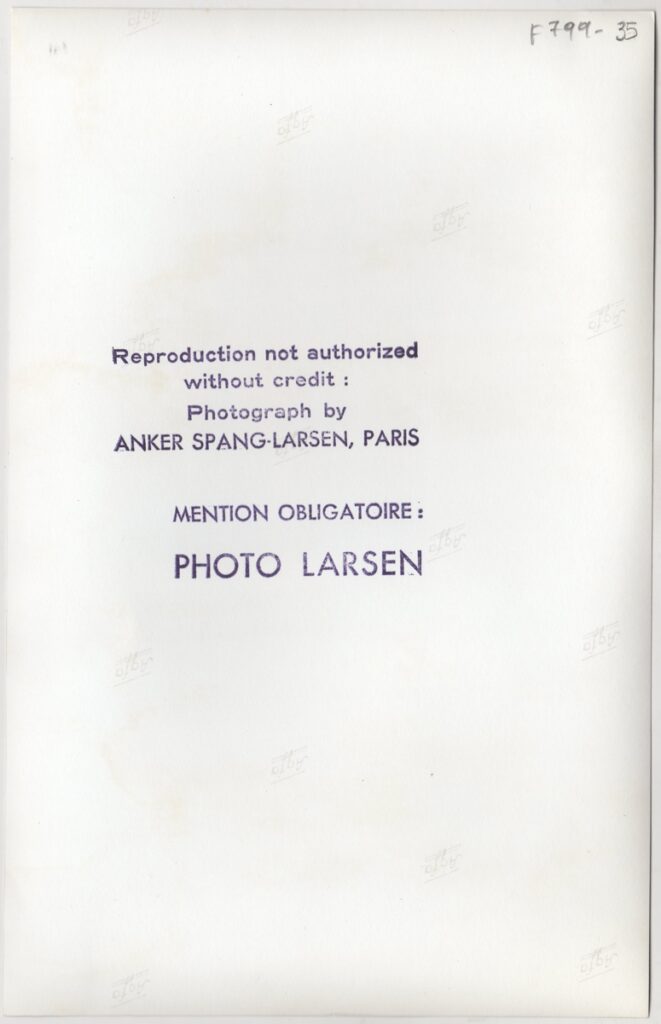 F799-35
Reproduction not authorized
without credit :
Photograph by
ANKER SPANG-LARSEN, PARIS
MENTION OBLIGATOIRE :
PHOTO LARSEN